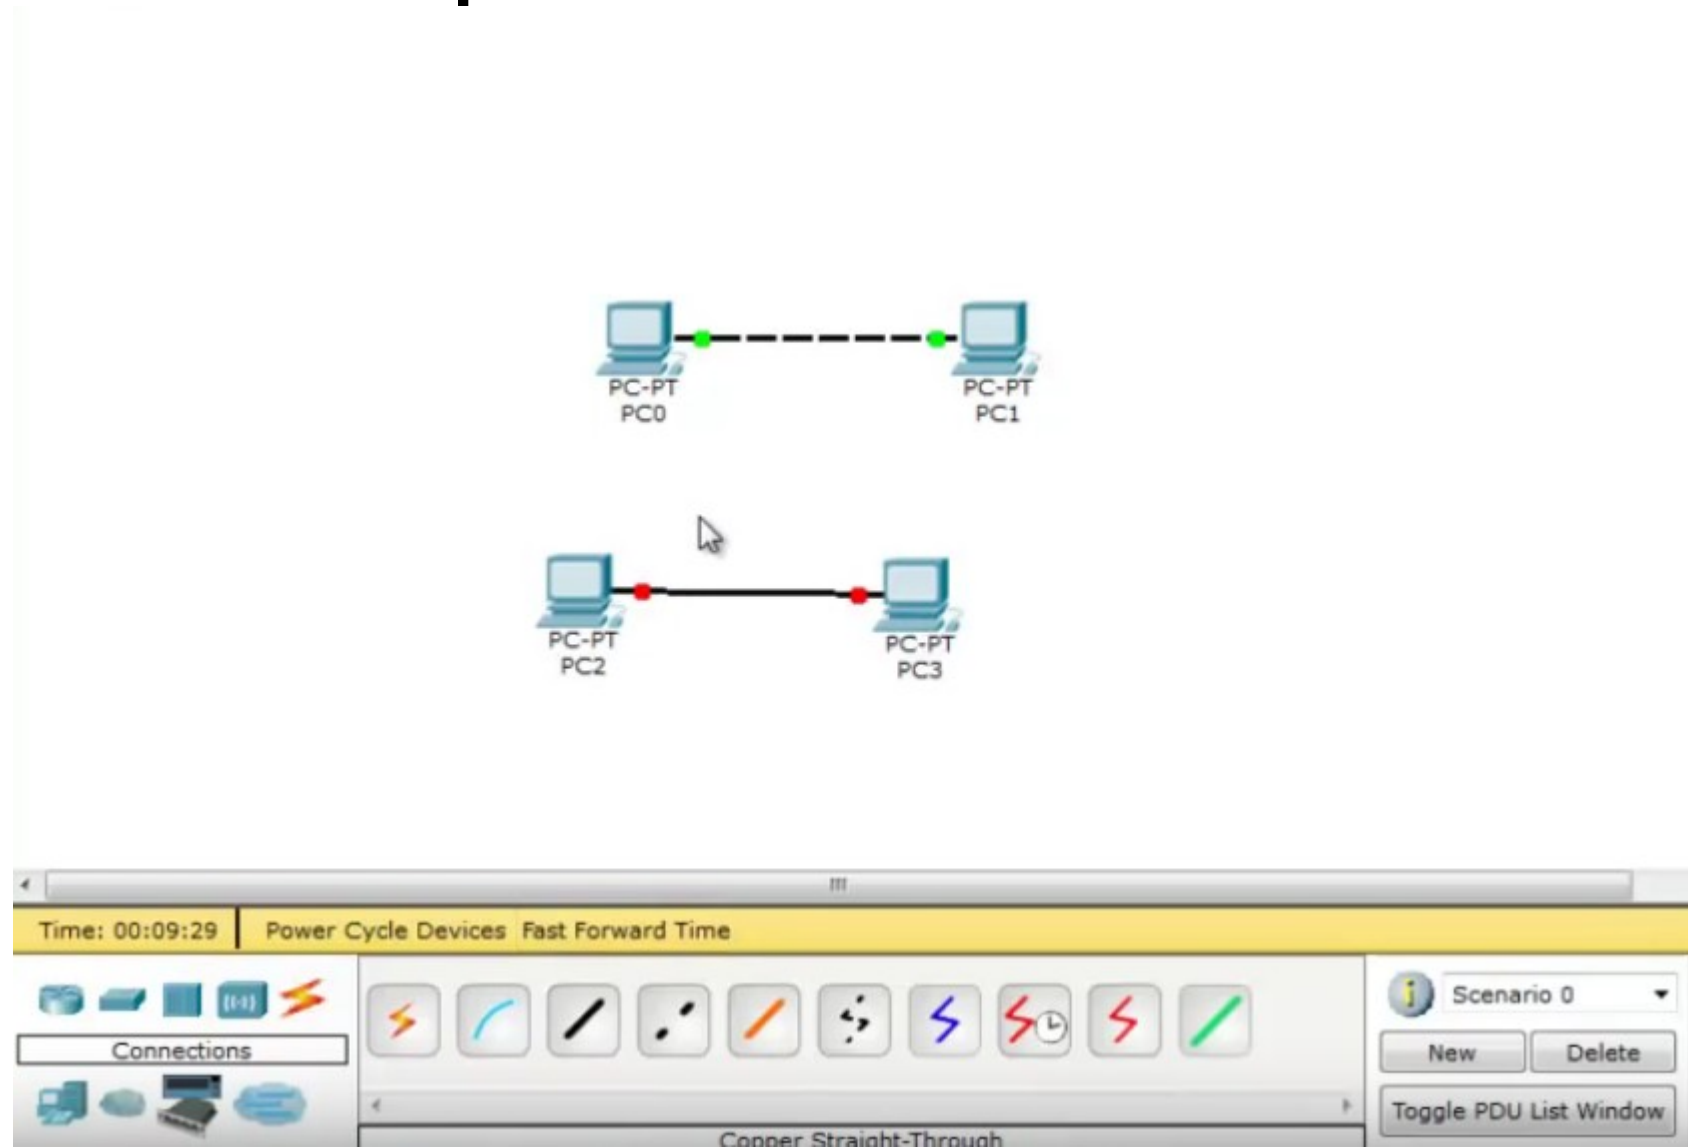 PC-PT
PC0
PC-PT
PC1
PC-PT
PC2
PC-PT
PC3
Time: 00:09:29
Power Cycle Devices Fast Forward Time
Connections
Scenario 0
New
Delete
Toggle PDU List Window
Copper Straight-Through